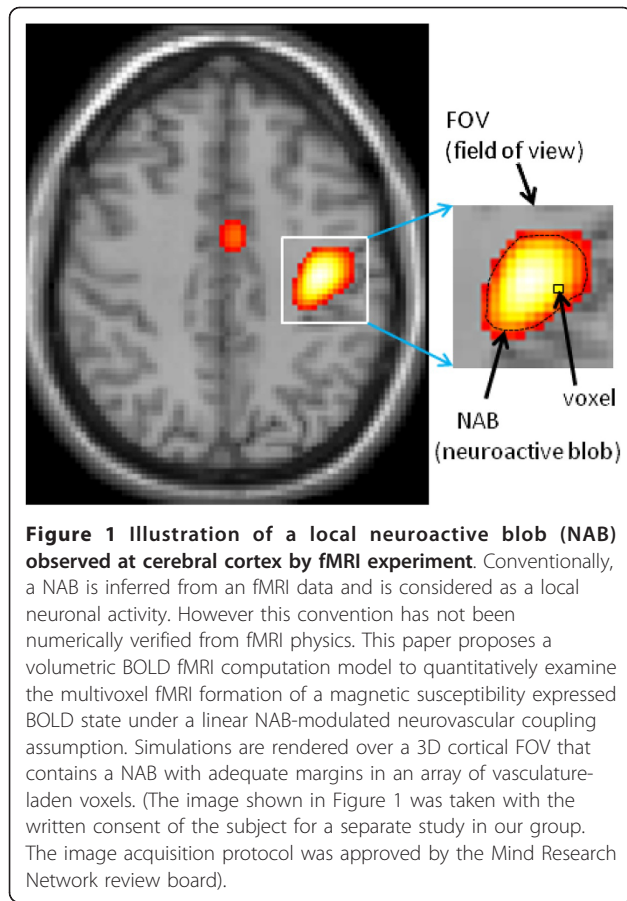 FOV
(field of view)
voxel
NAB
(neuroactive blob)
Figure 1 Illustration of a local neuroactive blob (NAB)
observed at cerebral cortex by fMRI experiment. Conventionally,
a NAB is inferred from an fMRI data and is considered as a local
neuronal activity. However this convention has not been
numerically verified from fMRI physics. This paper proposes a
volumetric BOLD fMRI computation model to quantitatively examine
the multivoxel fMRI formation of a magnetic susceptibility expressed
BOLD state under a linear NAB-modulated neurovascular coupling
assumption. Simulations are rendered over a 3D cortical FOV that
contains a NAB with adequate margins in an array of vasculature-
laden voxels. (The image shown in Figure 1 was taken with the
written consent of the subject for a separate study in our group.
The image acquisition protocol was approved by the Mind Research
Network review board).